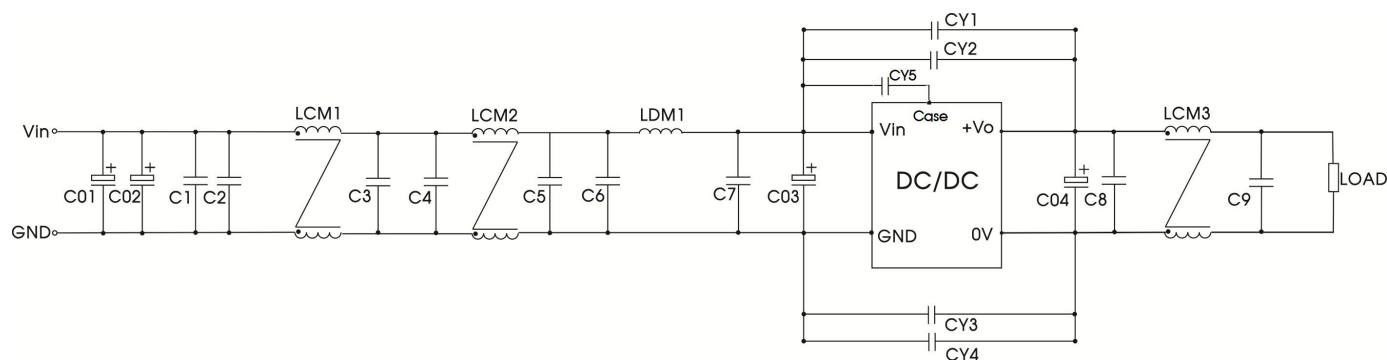 CY1
CY2
CY5
LCM1
LCM2
LDM1
Case
LCM3
Vin
Vin
+Vo
+
+
+
+
C01
C02
C1
C2
C3
C4
C5
C6
C7
C03
DC/DC
C04
C8
C9
LOAD
GND
GND
0V
CY3
CY4